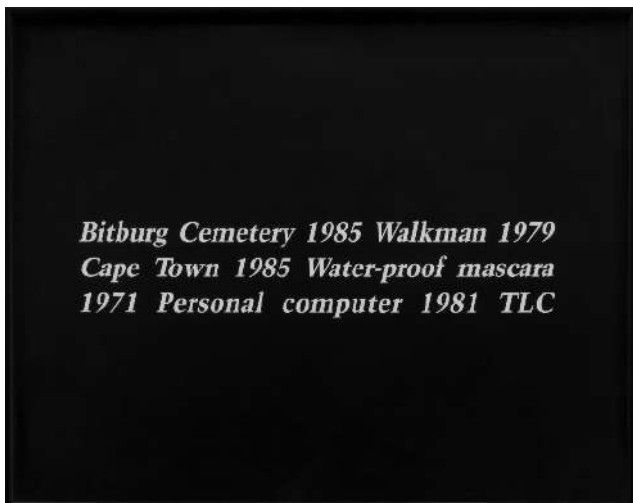 Bitburg Cemetery 1985 Walkman 1979
Cape Town 1985 Water-proof mascara
1971 Personal computer 1981 TLC